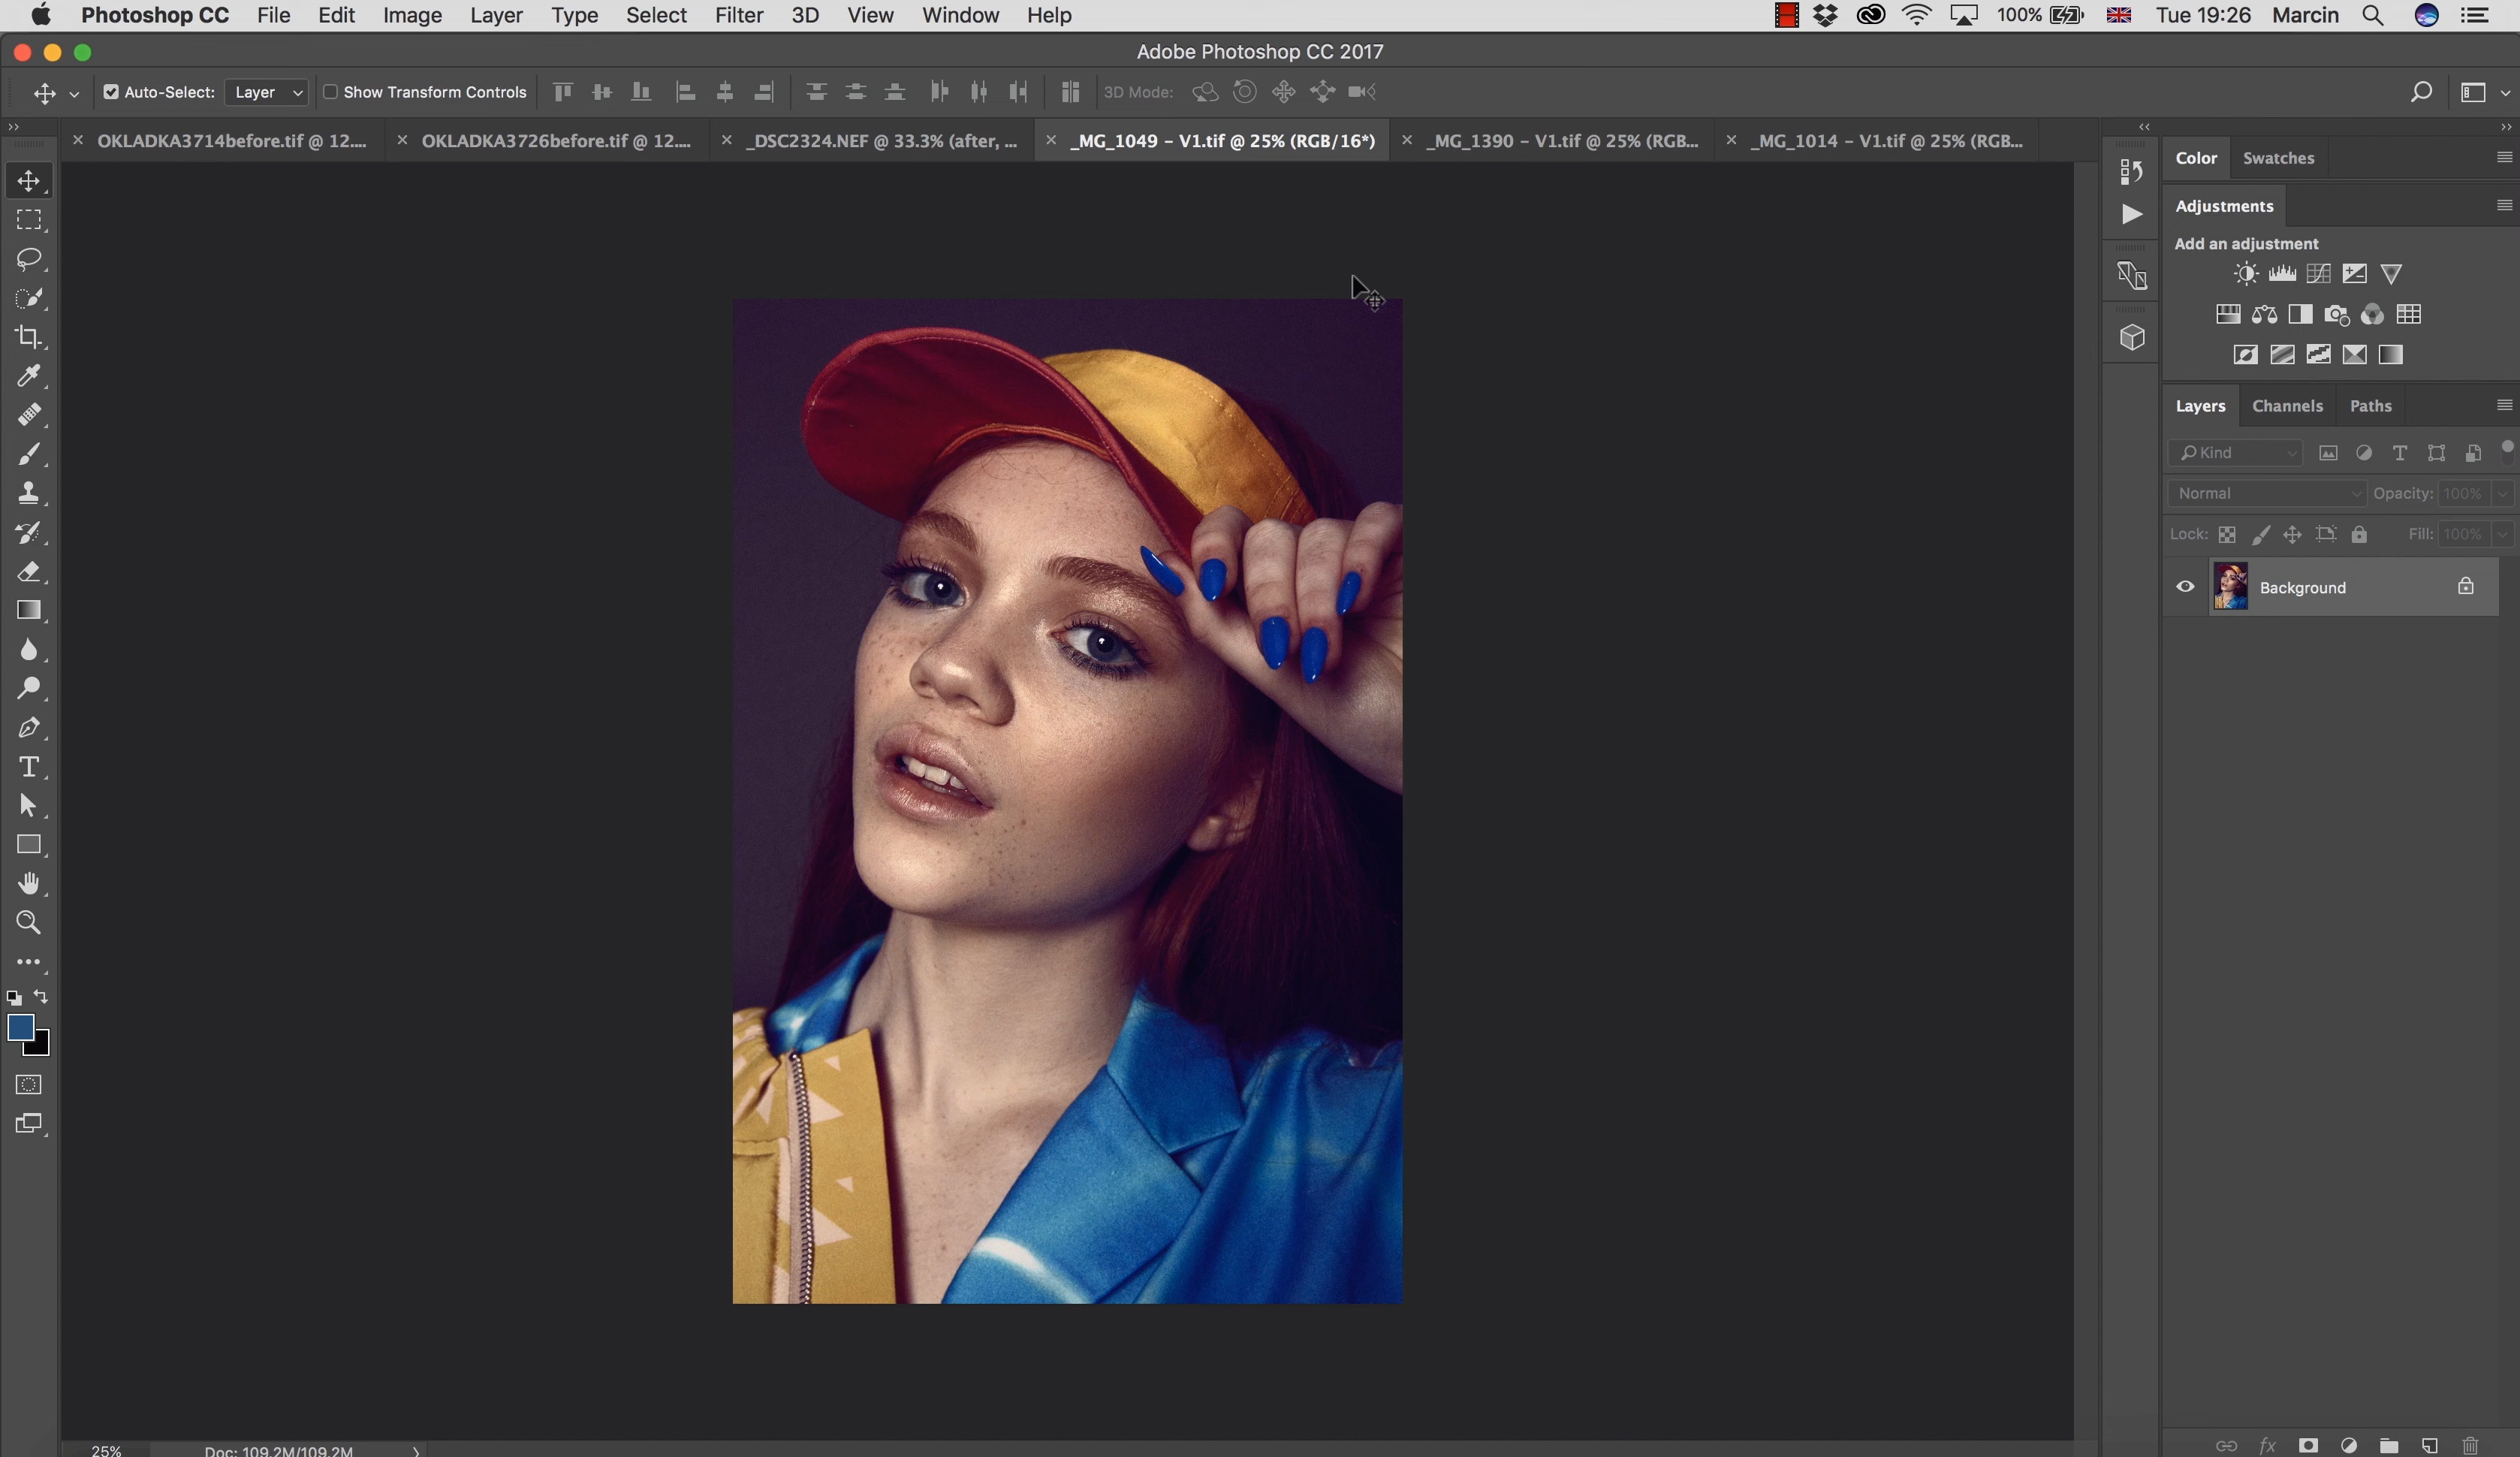 Photoshop CC File Edit Image Layer Type Select Filter 3D View Window Help 100% Tue 19:26 Marcin
Adobe Photoshop CC 2017
Auto-Select: Layer Show Transform Controls 3D Mode:
OKLADKA3714before.tif @ 12.... OKLADKA3726before.tif @ 12.... _DSC2324.NEF @ 33.3% (after, ... _MG_1049 – V1.tif @ 25% (RGB/16*) _MG_1390 – V1.tif @ 25% (RGB... _MG_1014 – V1.tif @ 25% (RGB...
Color Swatches
Adjustments
Add an adjustment
Layers Channels Paths
Kind
Normal Opacity: 100%
Lock: Fill: 100%
Background
25% Doc: 109.2M/109.2M
fx